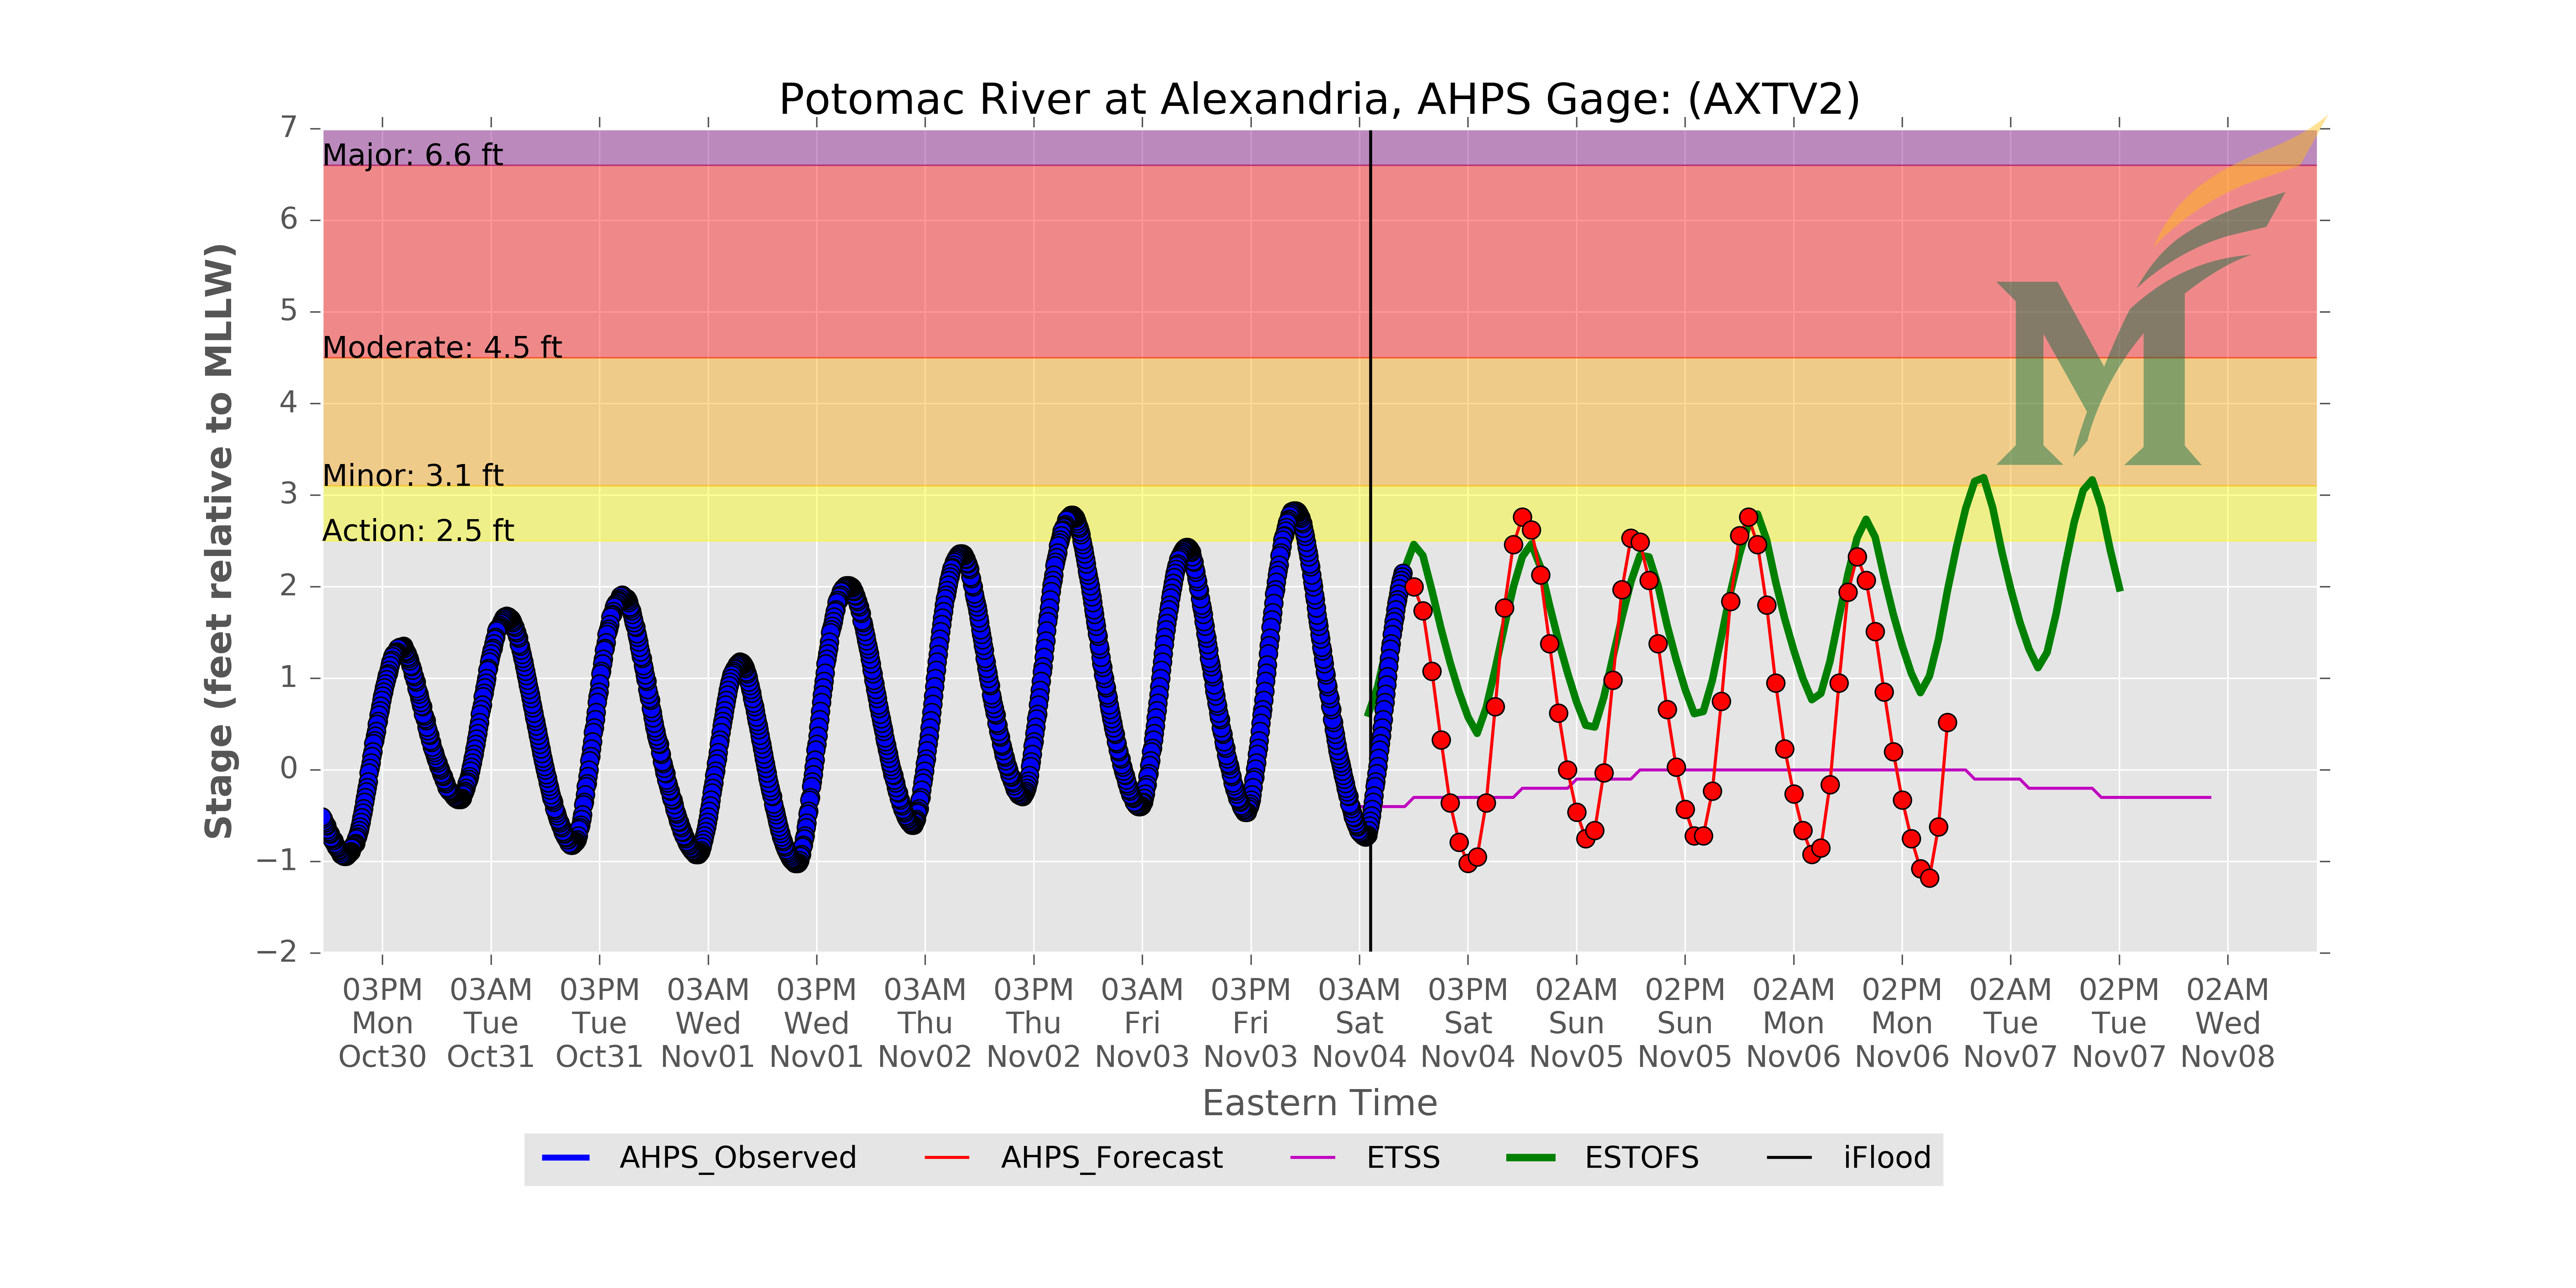 Potomac River at Alexandria, AHPS Gage: (AXTV2)
7
Major: 6.6 ft
6
5
Moderate: 4.5 ft
4
Minor: 3.1 ft
3
Action: 2.5 ft
2
1
0
−1
−2
Stage (feet relative to MLLW)
M
03PM 03AM 03PM 03AM 03PM 03AM 03PM 03AM 03PM 03AM 03PM 02AM 02PM 02AM 02PM 02AM 02PM 02AM
Mon Tue Tue Wed Wed Thu Thu Fri Fri Sat Sat Sun Sun Mon Mon Tue Tue Wed
Oct30 Oct31 Oct31 Nov01 Nov01 Nov02 Nov02 Nov03 Nov03 Nov04 Nov04 Nov05 Nov05 Nov06 Nov06 Nov07 Nov07 Nov08
Eastern Time
AHPS_Observed AHPS_Forecast ETSS ESTOFS iFlood